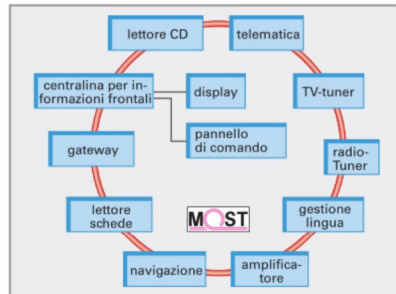 lettore CD
telematica
centralina per in-
formazioni frontali
display
TV-tuner
pannello
di comando
gateway
radio-
Tuner
lettore
schede
MOST
gestione
lingua
navigazione
amplifica-
tore